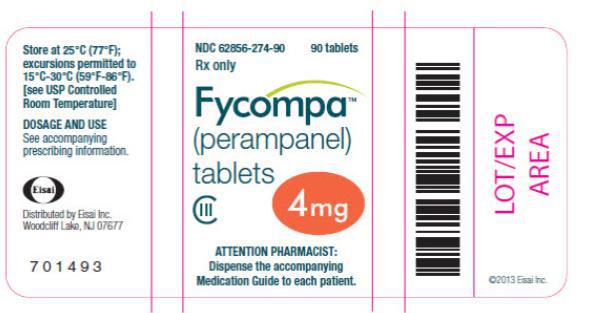 Store at 25°C (77°F);
excursions permitted to
15°C-30°C (59°F-86°F).
[see USP Controlled
Room Temperature]
DOSAGE AND USE
See accompanying
prescribing information.
Eisai
Distributed by Eisai Inc.
Woodcliff Lake, NJ 07677
701493
NDC 62856-274-90 90 tablets
Rx only
Fycompa™
(perampanel)
tablets
CIII
4 mg
ATTENTION PHARMACIST:
Dispense the accompanying
Medication Guide to each patient.
LOT/EXP
AREA
©2013 Eisai Inc.